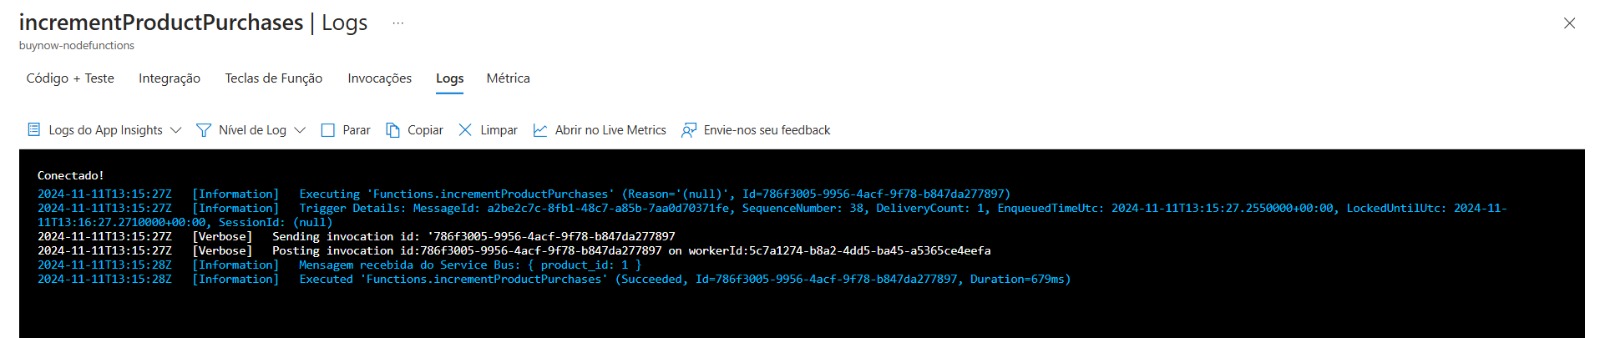 incrementProductPurchases | Logs ...
buynow-nodefunctions
Código + Teste Integração Teclas de Função Invocações Logs Métrica
Logs do App Insights Nível de Log Parar Copiar Limpar Abrir no Live Metrics Envie-nos seu feedback
Conectado!
2024-11-11T13:15:27Z [Information] Executing 'Functions.incrementProductPurchases' (Reason='(null)', Id=786f3005-9956-4acf-9f78-b847da277897)
2024-11-11T13:15:27Z [Information] Trigger Details: MessageId: a2be2c7c-8fb1-48c7-a85b-7aa0d70371fe, SequenceNumber: 38, DeliveryCount: 1, EnqueuedTimeUtc: 2024-11-11T13:15:27.2550000+00:00, LockedUntilUtc: 2024-11-
11T13:16:27.2710000+00:00, SessionId: (null)
2024-11-11T13:15:27Z [Verbose] Sending invocation id: '786f3005-9956-4acf-9f78-b847da277897
2024-11-11T13:15:27Z [Verbose] Posting invocation id:786f3005-9956-4acf-9f78-b847da277897 on workerId:5c7a1274-b8a2-4dd5-ba45-a5365ce4eefa
2024-11-11T13:15:28Z [Information] Mensagem recebida do Service Bus: { product_id: 1 }
2024-11-11T13:15:28Z [Information] Executed 'Functions.incrementProductPurchases' (Succeeded, Id=786f3005-9956-4acf-9f78-b847da277897, Duration=679ms)